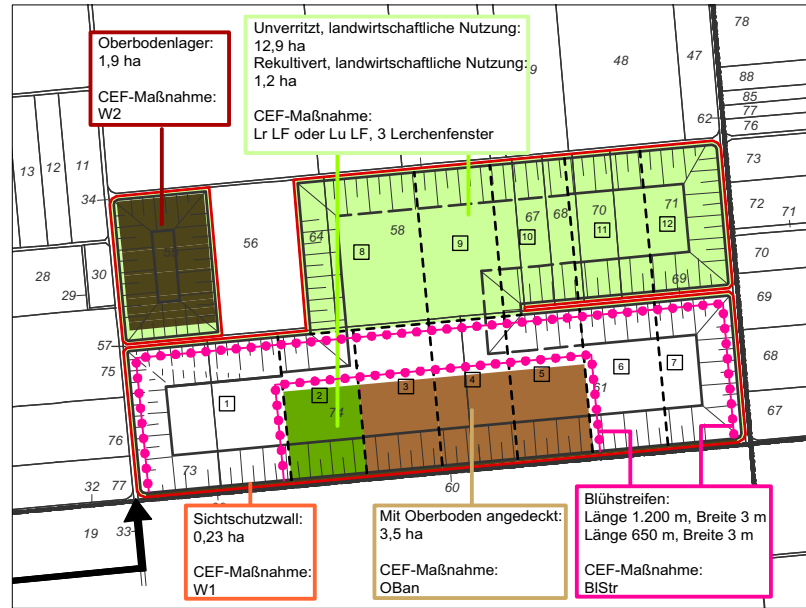 Oberbodenlager:
1,9 ha
CEF-Maßnahme:
W2
Unverritzt, landwirtschaftliche Nutzung:
12,9 ha
Rekultivert, landwirtschaftliche Nutzung:
1,2 ha
CEF-Maßnahme:
Lr LF oder Lu LF, 3 Lerchenfenster
78
47
48
9
88
85
77
76
62
13
12
11
34
73
72
71
70
28
30
29
56
64
58
67
68
70
71
69
8
9
10
11
12
57
75
76
69
68
67
1
2
3
4
5
6
7
74
61
73
77
32
19
33
60
Sichtschutzwall:
0,23 ha
CEF-Maßnahme:
W1
Mit Oberboden angedeckt:
3,5 ha
CEF-Maßnahme:
OBan
Blühstreifen:
Länge 1.200 m, Breite 3 m
Länge 650 m, Breite 3 m
CEF-Maßnahme:
BlStr